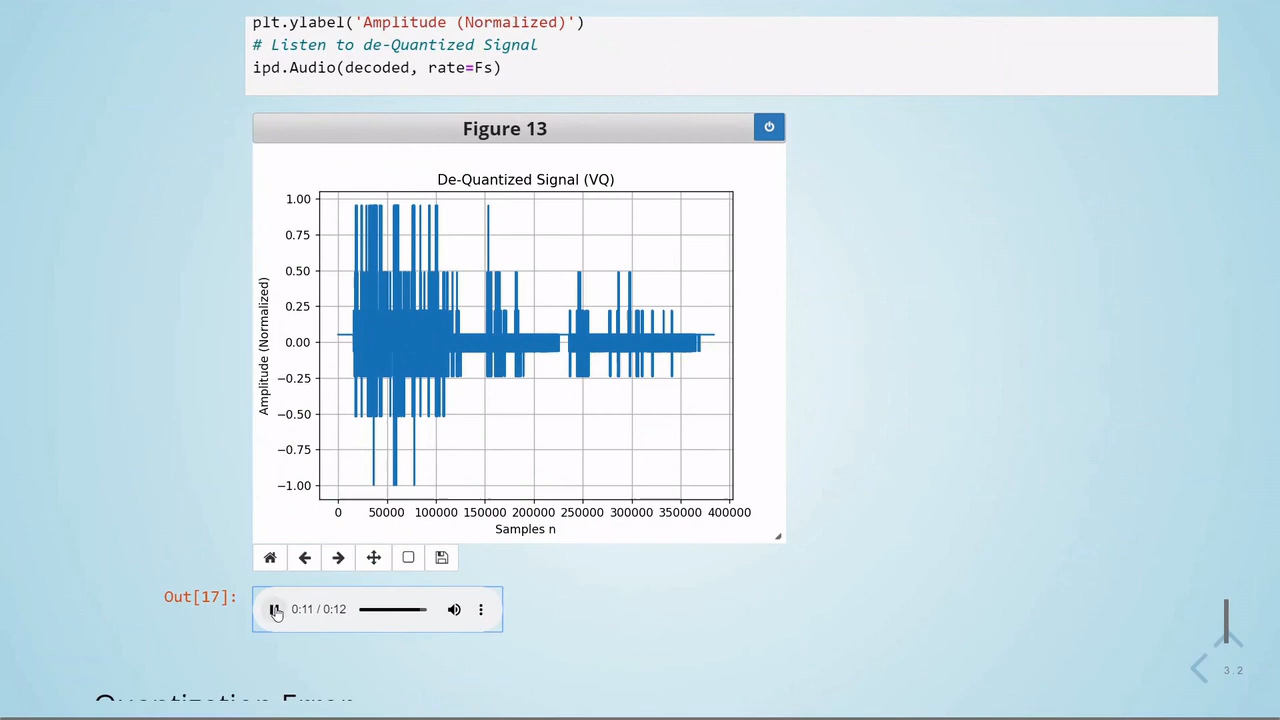 plt.ylabel('Amplitude (Normalized)')
# Listen to de-Quantized Signal
ipd.Audio(decoded, rate=Fs)
Figure 13
De-Quantized Signal (VQ)
1.00
0.75
0.50
0.25
0.00
−0.25
−0.50
−0.75
−1.00
Amplitude (Normalized)
0 50000 100000 150000 200000 250000 300000 350000 400000
Samples n
Out[17]:
0:11 / 0:12
3.2
Quantization Error